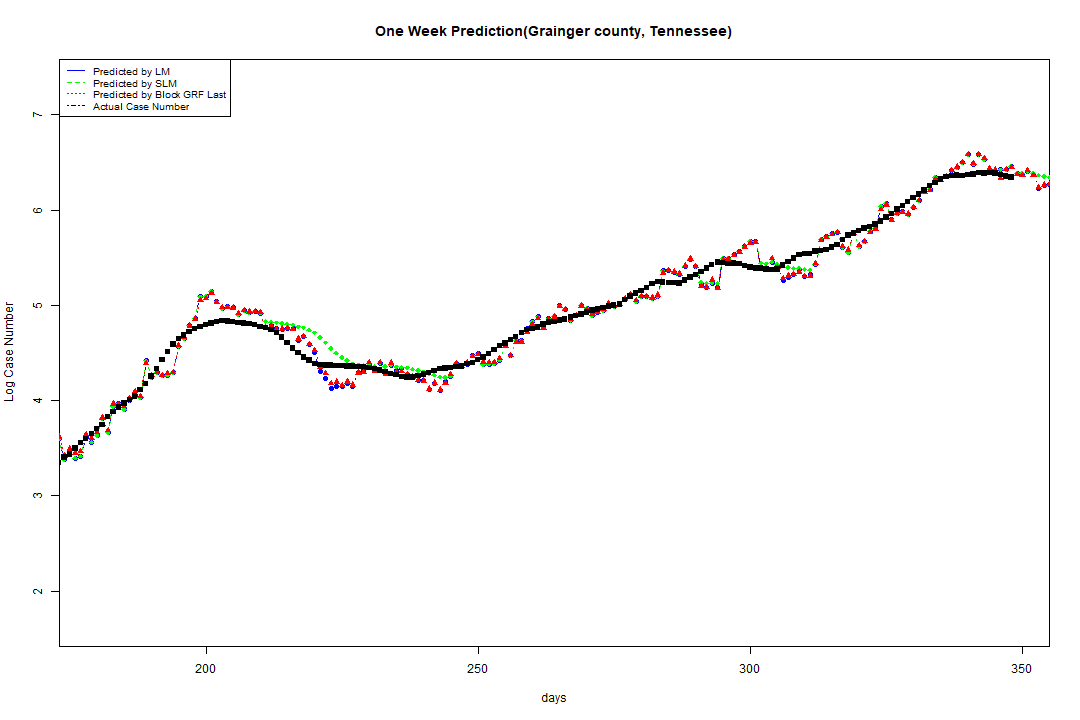 One Week Prediction(Grainger county, Tennessee)
Predicted by LM
Predicted by SLM
Predicted by Block GRF Last
Actual Case Number
7
6
5
4
3
2
Log Case Number
200 250 300 350
days